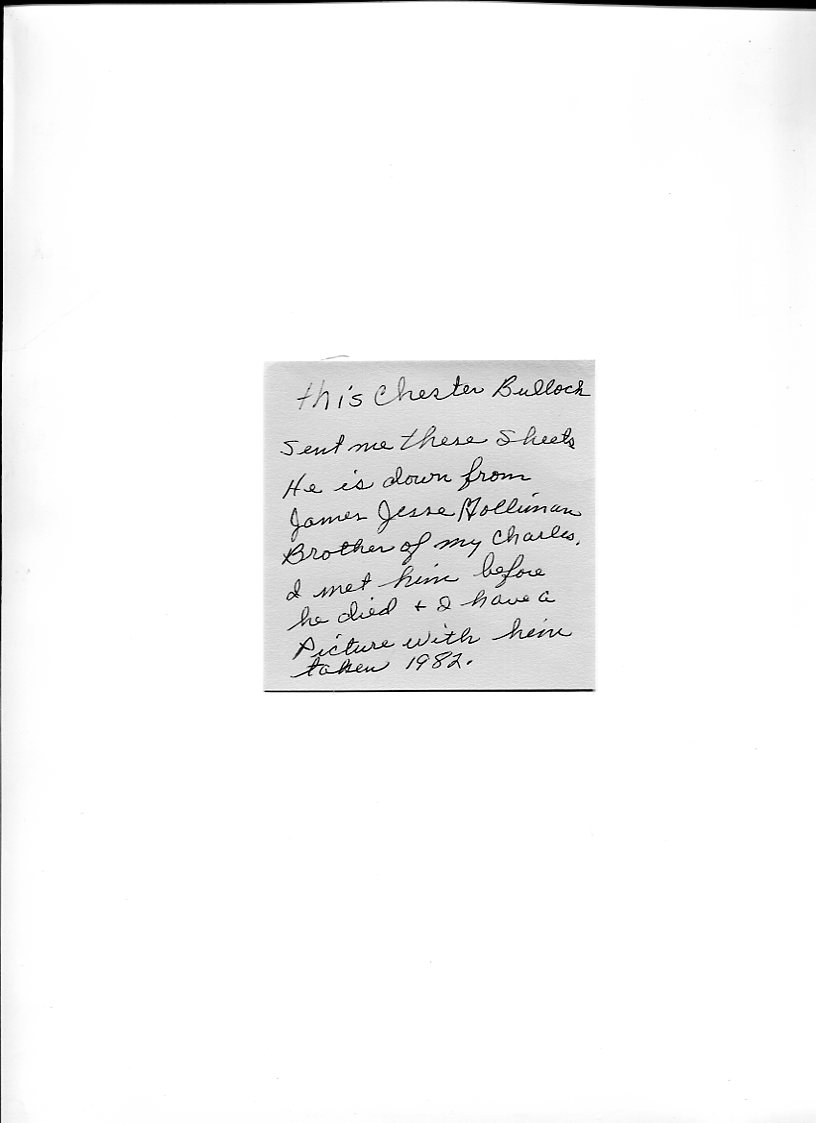 this Chester Bullock
Sent me these Sheets
He is down from
James Jesse Holliman
Brother of my Charles.
I met him before
he died + I have a
Picture with him
taken 1982.